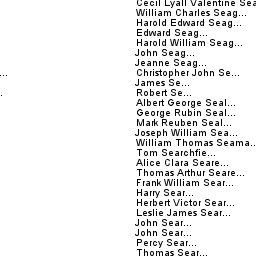 Cecil Lyall Valentine Sea
William Charles Seag...
Harold Edward Seag...
Edward Seag...
Harold William Seag...
John Seag...
Jeanne Seag...
...
Christopher John Se...
James Se...
Robert Se...
Albert George Seal...
George Rubin Seal...
Mark Reuben Seal...
Joseph William Sea...
William Thomas Seama...
Tom Searchfie...
Alice Clara Seare...
Thomas Arthur Seare...
Frank William Sear...
Harry Sear...
Herbert Victor Sear...
Leslie James Sear...
John Sear...
John Sear...
Percy Sear...
Thomas Sear...